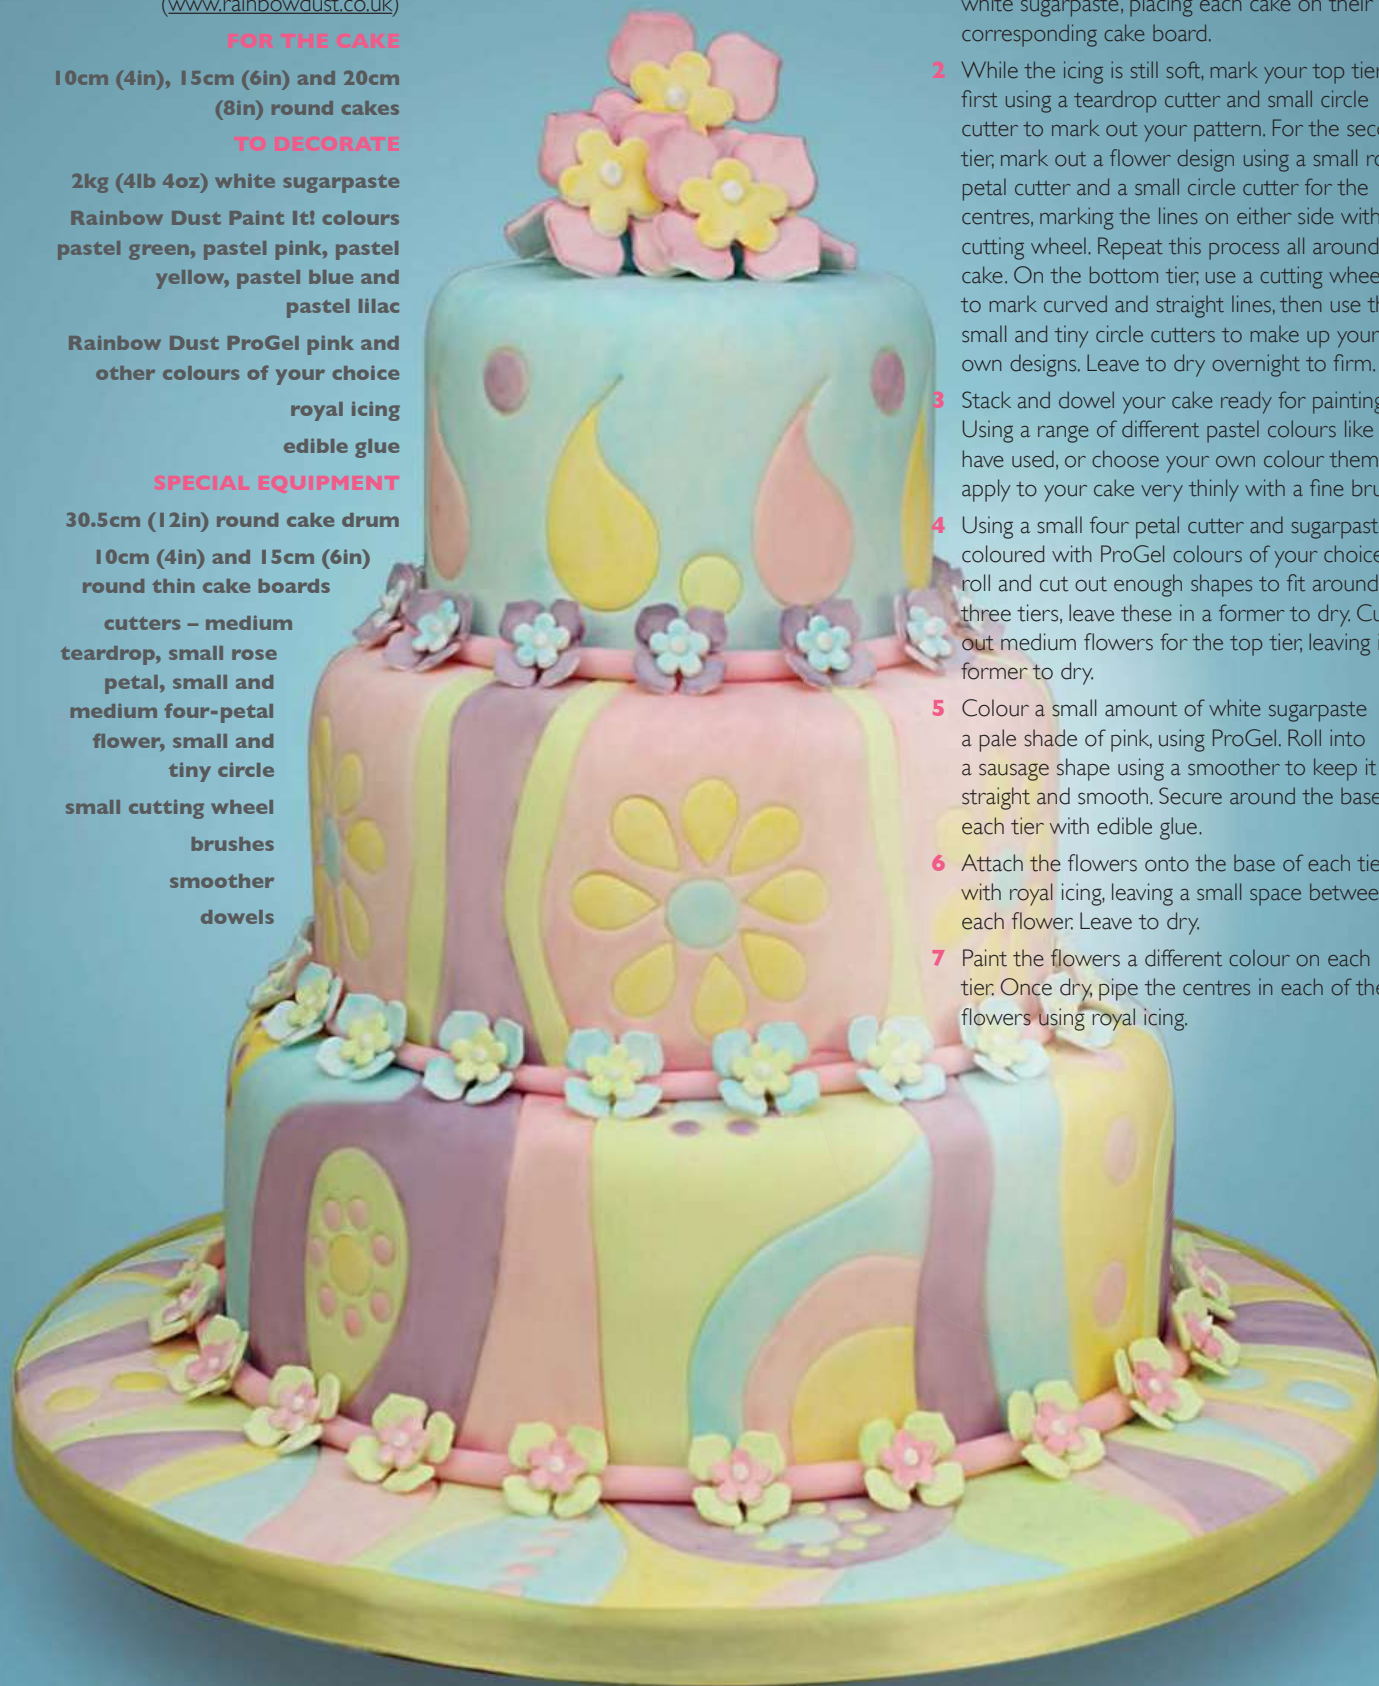 (www.rainbowdust.co.uk)
FOR THE CAKE
10cm (4in), 15cm (6in) and 20cm
(8in) round cakes
TO DECORATE
2kg (4lb 4oz) white sugarpaste
Rainbow Dust Paint It! colours
pastel green, pastel pink, pastel
yellow, pastel blue and
pastel lilac
Rainbow Dust ProGel pink and
other colours of your choice
royal icing
edible glue
SPECIAL EQUIPMENT
30.5cm (12in) round cake drum
10cm (4in) and 15cm (6in)
round thin cake boards
cutters – medium
teardrop, small rose
petal, small and
medium four-petal
flower, small and
tiny circle
small cutting wheel
brushes
smoother
dowels
white sugarpaste, placing each cake on their
corresponding cake board.
2 While the icing is still soft, mark your top tier
first using a teardrop cutter and small circle
cutter to mark out your pattern. For the
tier, mark out a flower design using a small
petal cutter and a small circle cutter for the
centres, marking the lines on either side with
cutting wheel. Repeat this process all around
cake. On the bottom tier, use a cutting
to mark curved and straight lines, then use
small and tiny circle cutters to make up your
own designs. Leave to dry overnight to firm.
3 Stack and dowel your cake ready for painting
Using a range of different pastel colours like
have used, or choose your own colour
apply to your cake very thinly with a fine
4 Using a small four petal cutter and
coloured with ProGel colours of your choice
roll and cut out enough shapes to fit around
three tiers, leave these in a former to dry.
out medium flowers for the top tier, leaving
former to dry.
5 Colour a small amount of white sugarpaste
a pale shade of pink, using ProGel. Roll into
a sausage shape using a smoother to keep it
straight and smooth. Secure around the base
each tier with edible glue.
6 Attach the flowers onto the base of each
with royal icing, leaving a small space
each flower. Leave to dry.
7 Paint the flowers a different colour on each
tier. Once dry, pipe the centres in each of
flowers using royal icing.